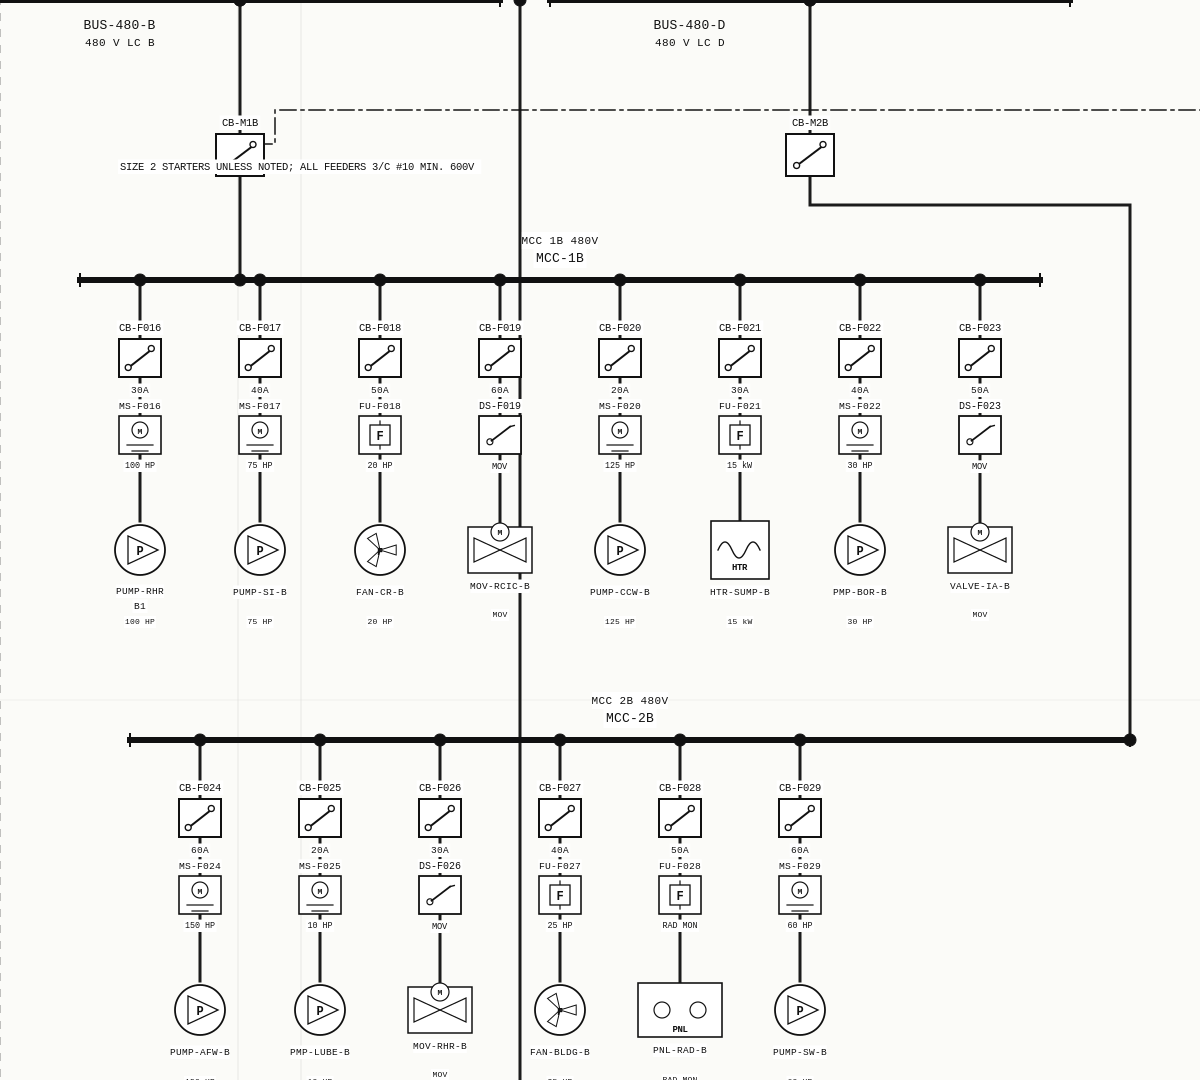 BUS-480-B
480 V LC B
BUS-480-D
480 V LC D
CB-M1B
CB-M2B
SIZE 2 STARTERS UNLESS NOTED; ALL FEEDERS 3/C #10 MIN. 600V
MCC 1B 480V
MCC-1B
CB-F016 CB-F017 CB-F018 CB-F019 CB-F020 CB-F021 CB-F022 CB-F023
30A 40A 50A 60A 20A 30A 40A 50A
MS-F016 MS-F017 FU-F018 DS-F019 MS-F020 FU-F021 MS-F022 DS-F023
M M F M F M
100 HP 75 HP 20 HP MOV 125 HP 15 kW 30 HP MOV
M M
P P P P
HTR
PUMP-RHR PUMP-SI-B FAN-CR-B MOV-RCIC-B PUMP-CCW-B HTR-SUMP-B PMP-BOR-B VALVE-IA-B
B1
MOV MOV
100 HP 75 HP 20 HP 125 HP 15 kW 30 HP
MCC 2B 480V
MCC-2B
CB-F024 CB-F025 CB-F026 CB-F027 CB-F028 CB-F029
60A 20A 30A 40A 50A 60A
MS-F024 MS-F025 DS-F026 FU-F027 FU-F028 MS-F029
M M F F M
150 HP 10 HP MOV 25 HP RAD MON 60 HP
M
P P P
PNL
PUMP-AFW-B PMP-LUBE-B MOV-RHR-B FAN-BLDG-B PNL-RAD-B PUMP-SW-B
MOV